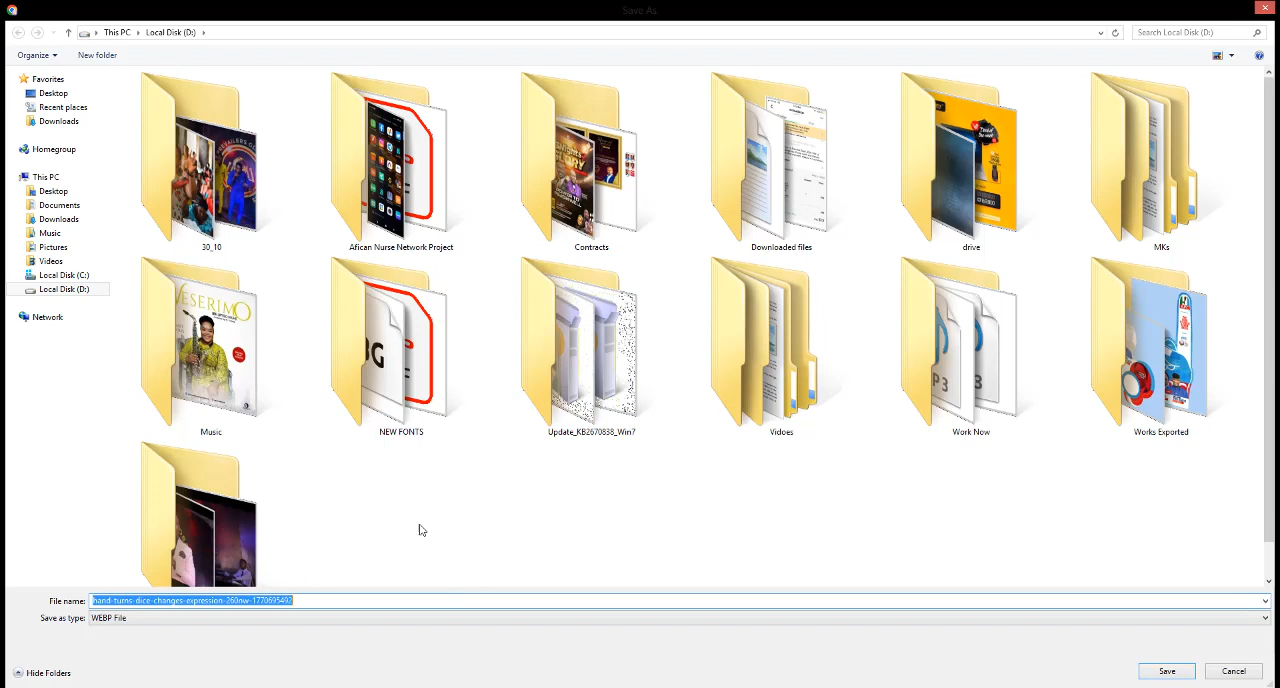 Save As
This PC
Local Disk (D:)
Search Local Disk (D:)
Organize
New folder
Favorites
Desktop
Recent places
Downloads
Homegroup
This PC
Desktop
Documents
Downloads
Music
Pictures
Videos
Local Disk (C:)
Local Disk (D:)
Network
30_10
Afican Nurse Network Project
Contracts
Downloaded files
drive
MKs
Music
NEW FONTS
Update_KB2670838_Win7
Vidoes
Work Now
Works Exported
File name:
hand-turns-dice-changes-expression-260nw-1770695492
Save as type:
WEBP File
Hide Folders
Save
Cancel